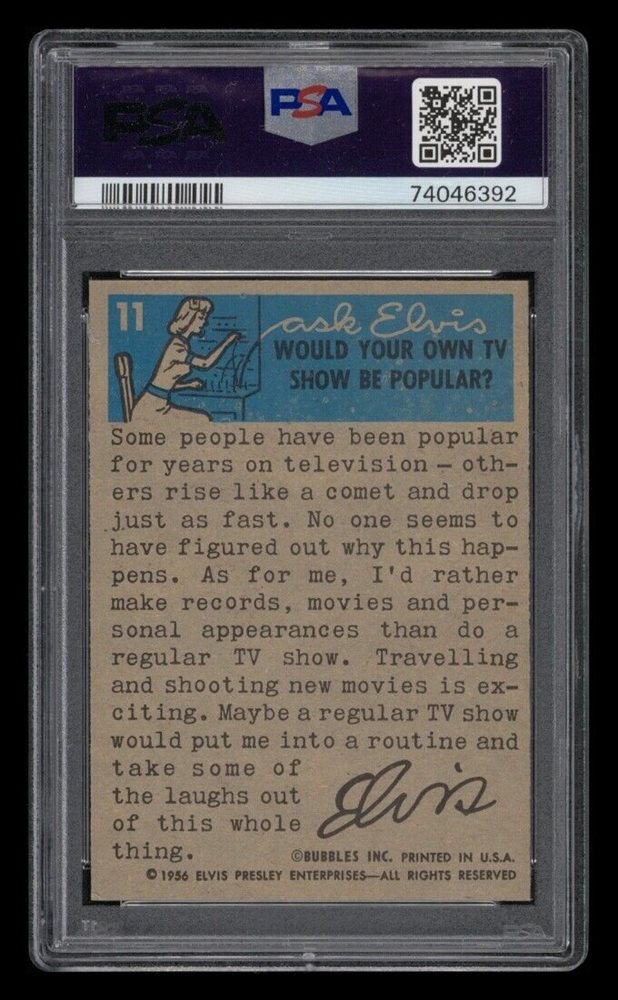 PSA
PSA
74046392
11
ask Elvis
WOULD YOUR OWN TV
SHOW BE POPULAR?
Some people have been popular
for years on television — oth-
ers rise like a comet and drop
just as fast. No one seems to
have figured out why this hap-
pens. As for me, I'd rather
make records, movies and per-
sonal appearances than do a
regular TV show. Travelling
and shooting new movies is ex-
citing. Maybe a regular TV show
would put me into a routine and
take some of
the laughs out
of this whole
thing.
Elvis
©BUBBLES INC. PRINTED IN U.S.A.
© 1956 ELVIS PRESLEY ENTERPRISES—ALL RIGHTS RESERVED
PSA